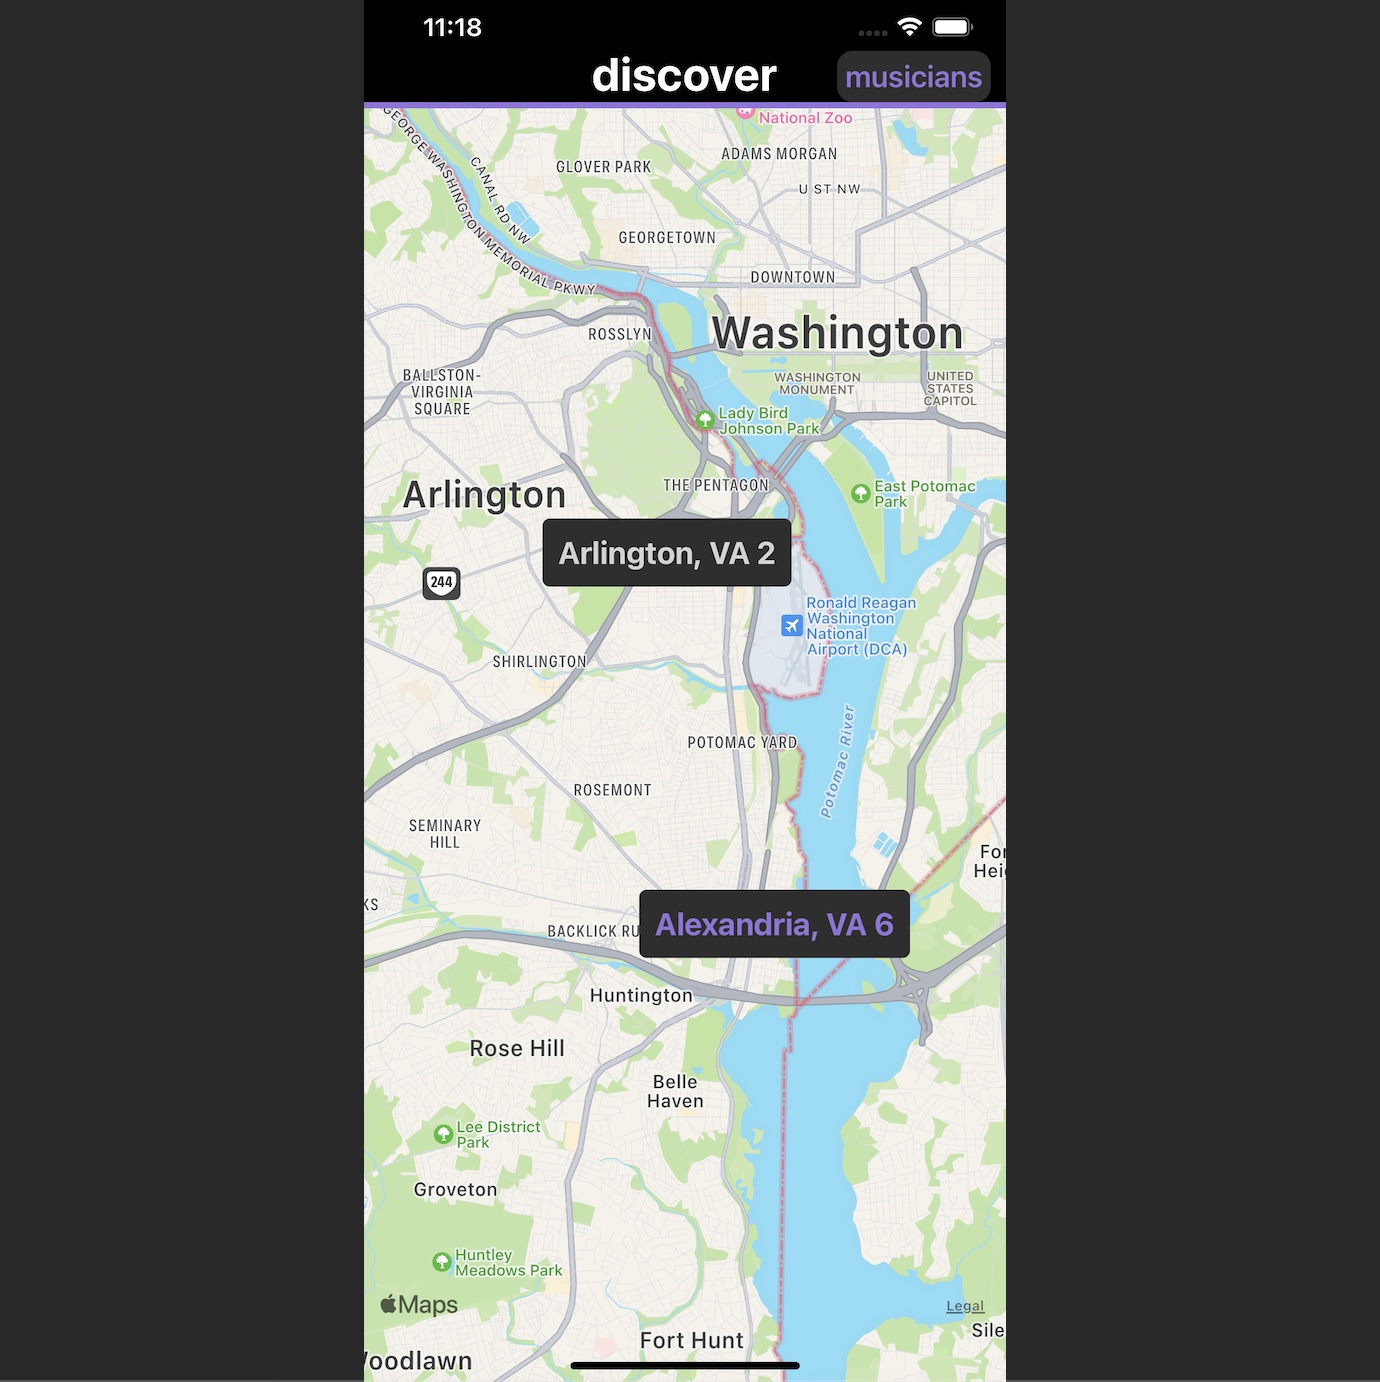 11:18
discover
musicians
National Zoo
GEORGE WASHINGTON MEMORIAL PKWY
CANAL RD NW
GLOVER PARK
ADAMS MORGAN
U ST NW
GEORGETOWN
DOWNTOWN
Washington
ROSSLYN
BALLSTON-
VIRGINIA
SQUARE
WASHINGTON
MONUMENT
UNITED
STATES
CAPITOL
Lady Bird
Johnson Park
THE PENTAGON
Arlington
East Potomac
Park
Arlington, VA 2
244
Ronald Reagan
Washington
National
Airport (DCA)
SHIRLINGTON
Potomac River
POTOMAC YARD
ROSEMONT
SEMINARY
HILL
For
Heig
KS
BACKLICK RU
Alexandria, VA 6
Huntington
Rose Hill
Belle
Haven
Lee District
Park
Groveton
Huntley
Meadows Park
Maps
Legal
Sile
Fort Hunt
oodlawn